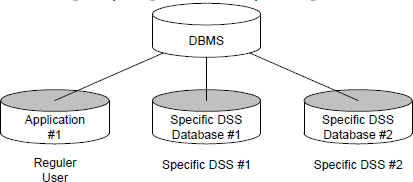 DBMS
Application
#1
Specific DSS
Database #1
Specific DSS
Database #2
Reguler
User
Specific DSS #1
Specific DSS #2